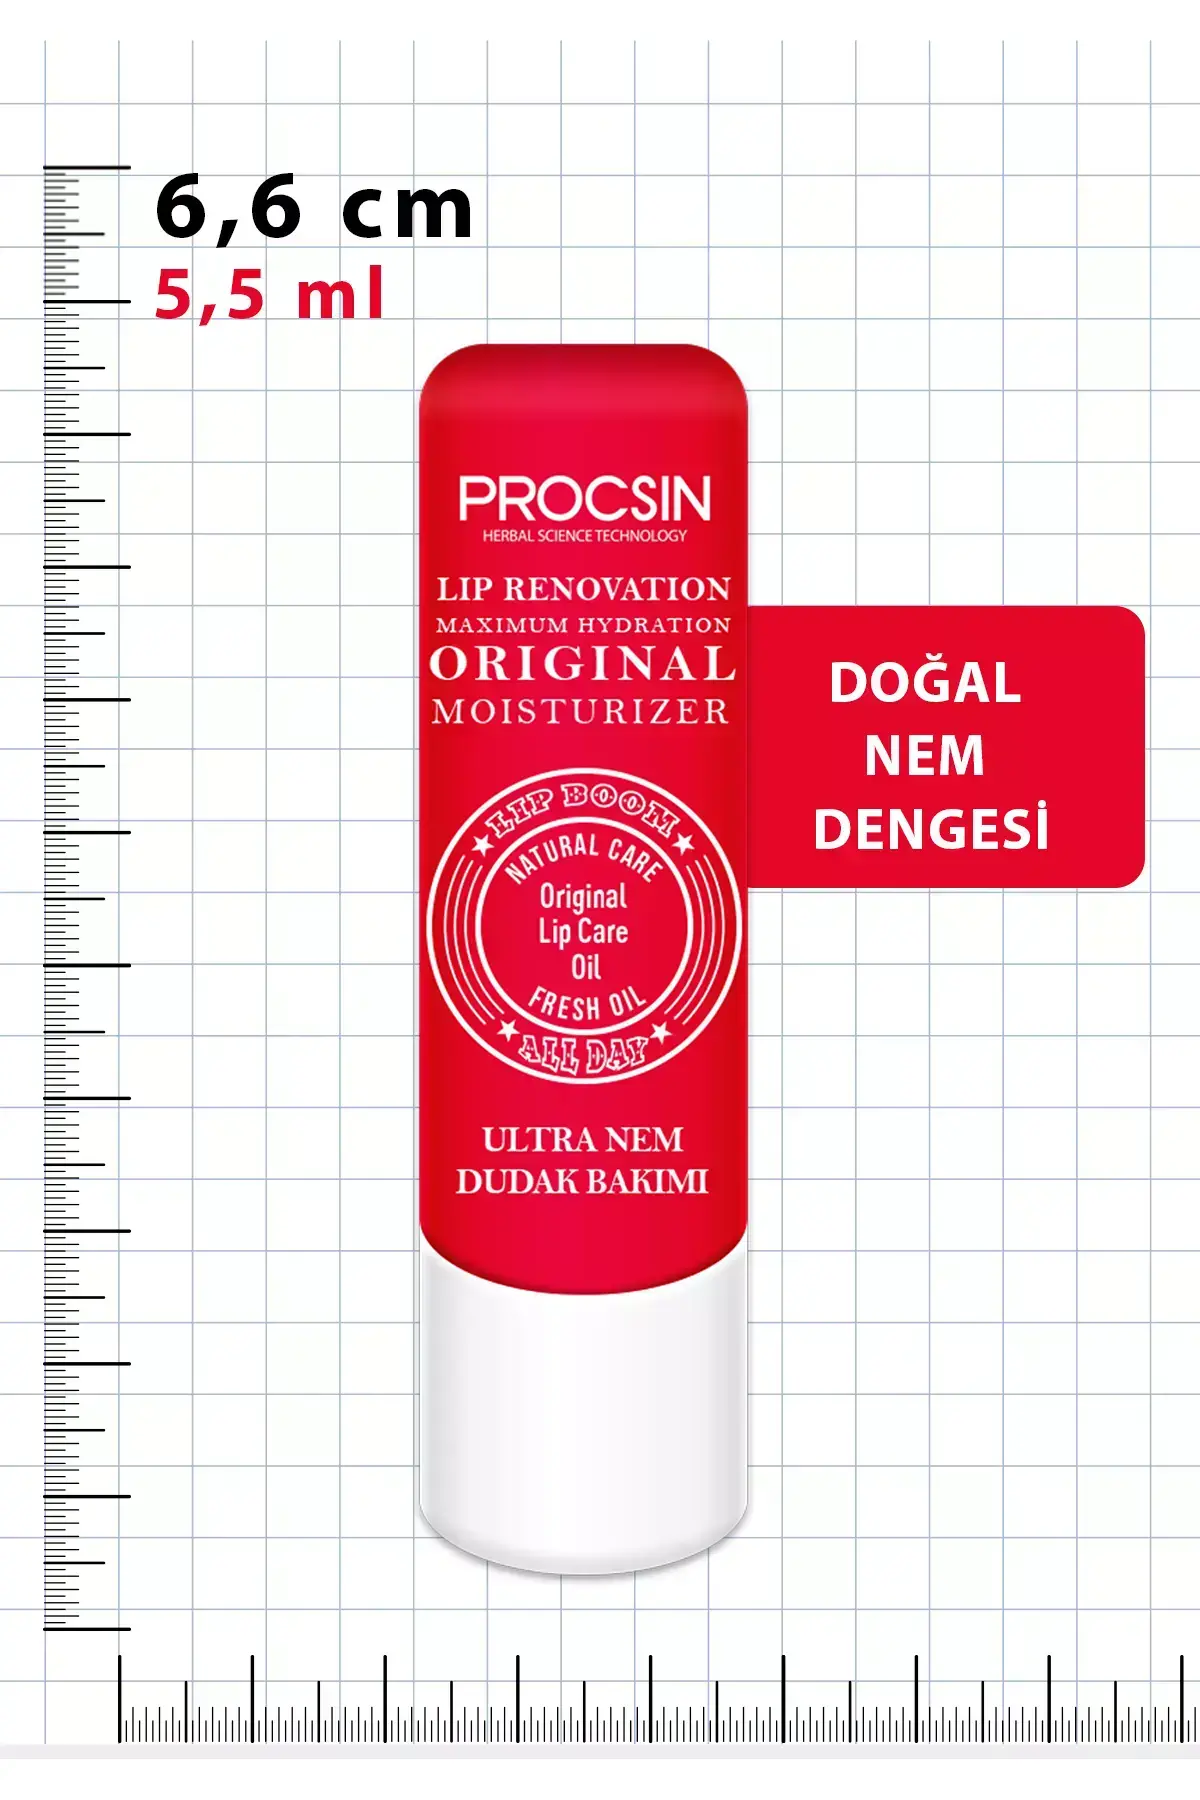 6,6 cm
5,5 ml
PROCSIN
HERBAL SCIENCE TECHNOLOGY
LIP RENOVATION
MAXIMUM HYDRATION
ORIGINAL
MOISTURIZER
DOĞAL
NEM
DENGESİ
LIP BOOM
NATURAL CARE
Original
Lip Care
Oil
FRESH OIL
ALL DAY
ULTRA NEM
DUDAK BAKIMI